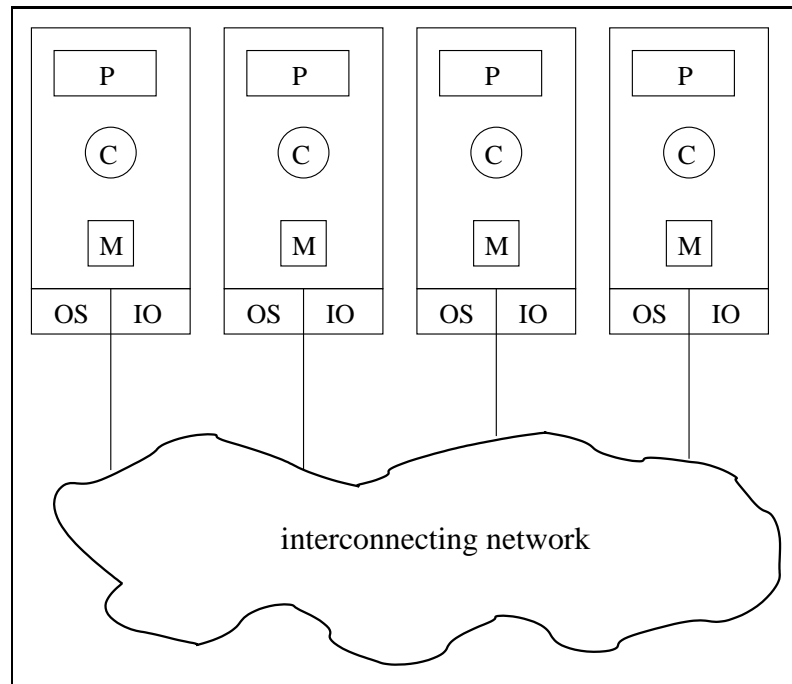 P P P P
C C C C
M M M M
OS IO OS IO OS IO OS IO
interconnecting network